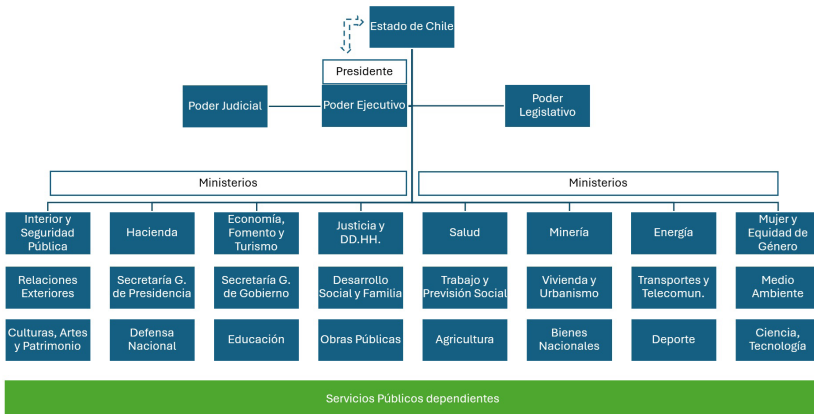 Estado de Chile
Presidente
Poder Judicial
Poder Ejecutivo
Poder
Legislativo
Ministerios
Ministerios
Interior y
Seguridad
Pública
Hacienda
Economía,
Fomento y
Turismo
Justicia y
DD.HH.
Salud
Minería
Energía
Mujer y
Equidad de
Género
Relaciones
Exteriores
Secretaría G.
de Presidencia
Secretaría G.
de Gobierno
Desarrollo
Social y Familia
Trabajo y
Previsión Social
Vivienda y
Urbanismo
Transportes y
Telecomun.
Medio
Ambiente
Culturas, Artes
y Patrimonio
Defensa
Nacional
Educación
Obras Públicas
Agricultura
Bienes
Nacionales
Deporte
Ciencia,
Tecnología
Servicios Públicos dependientes